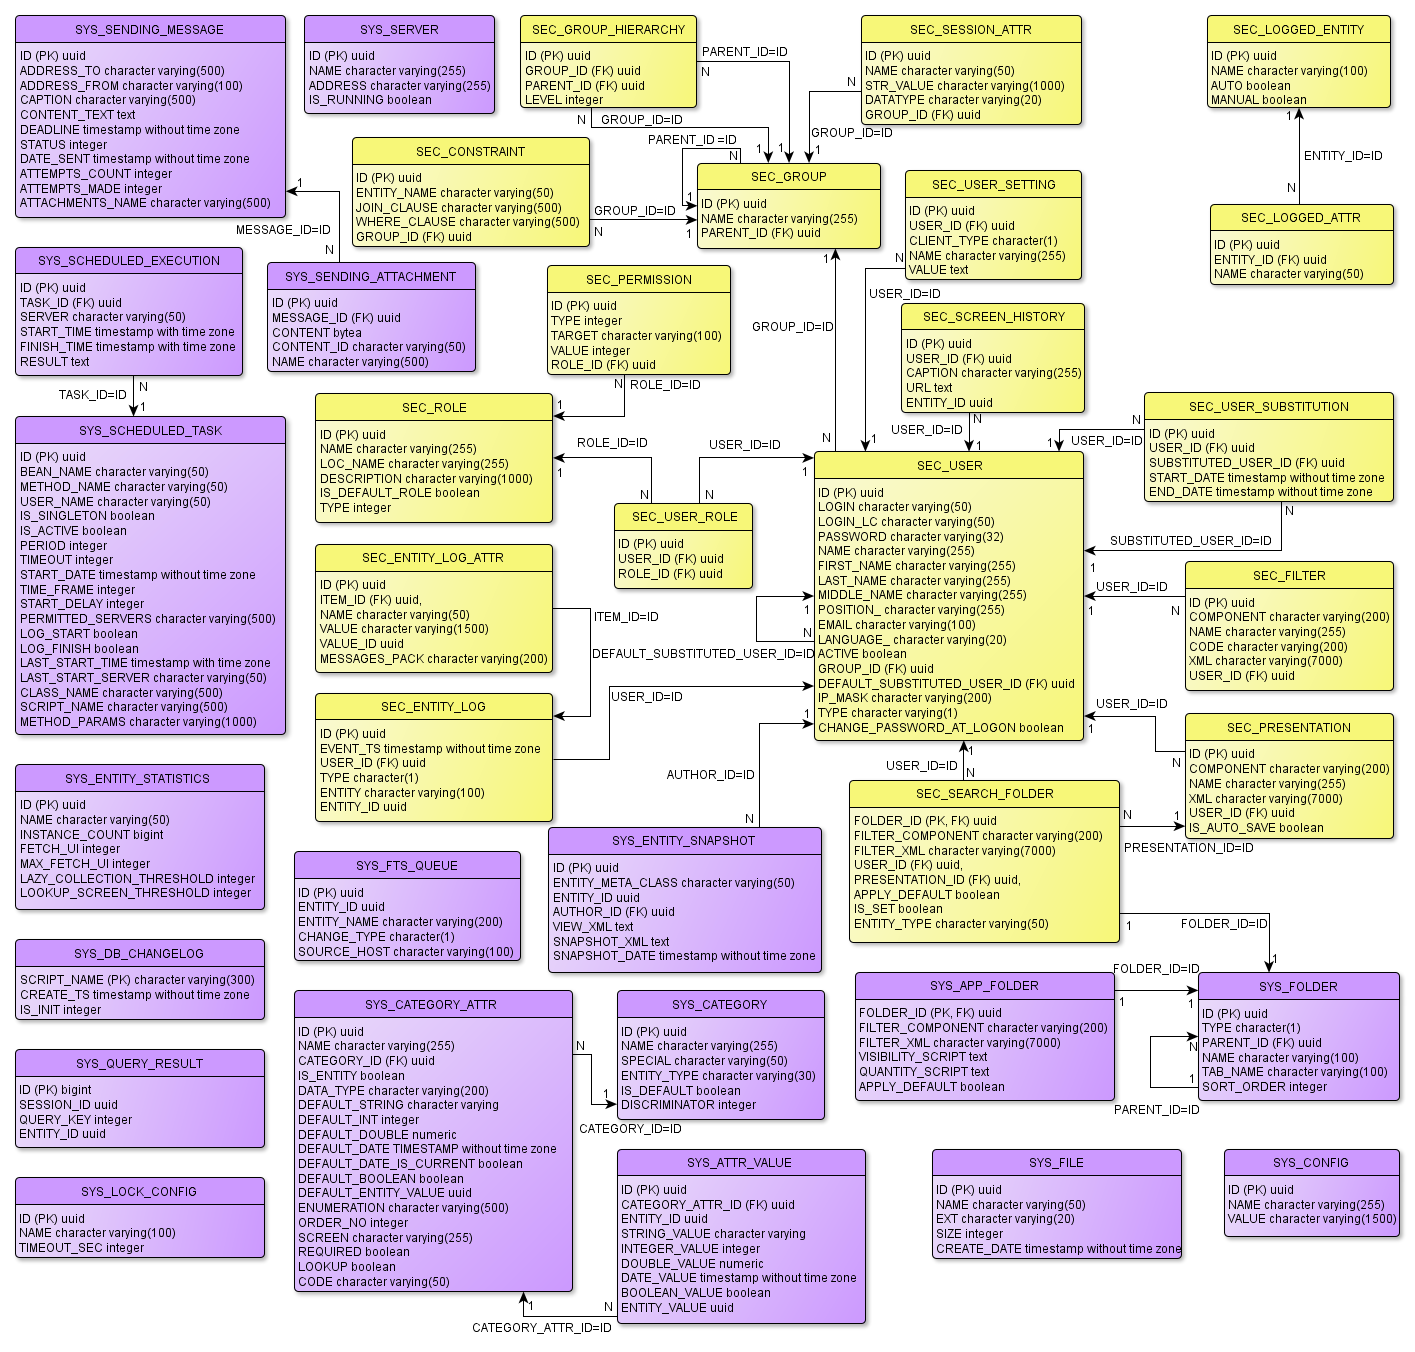 SYS_SENDING_MESSAGE
ID (PK) uuid
ADDRESS_TO character varying(500)
ADDRESS_FROM character varying(100)
CAPTION character varying(500)
CONTENT_TEXT text
DEADLINE timestamp without time zone
STATUS integer
DATE_SENT timestamp without time zone
ATTEMPTS_COUNT integer
ATTEMPTS_MADE integer
ATTACHMENTS_NAME character varying(500)
SYS_SERVER
ID (PK) uuid
NAME character varying(255)
ADDRESS character varying(255)
IS_RUNNING boolean
SEC_GROUP_HIERARCHY
ID (PK) uuid
GROUP_ID (FK) uuid
PARENT_ID (FK) uuid
LEVEL integer
PARENT_ID=ID
N
1
N
GROUP_ID=ID
1
SEC_SESSION_ATTR
ID (PK) uuid
NAME character varying(50)
STR_VALUE character varying(1000)
DATATYPE character varying(20)
GROUP_ID (FK) uuid
N
GROUP_ID=ID
1
SEC_LOGGED_ENTITY
ID (PK) uuid
NAME character varying(100)
AUTO boolean
MANUAL boolean
1
ENTITY_ID=ID
N
SEC_LOGGED_ATTR
ID (PK) uuid
ENTITY_ID (FK) uuid
NAME character varying(50)
SEC_CONSTRAINT
ID (PK) uuid
ENTITY_NAME character varying(50)
JOIN_CLAUSE character varying(500)
WHERE_CLAUSE character varying(500)
GROUP_ID (FK) uuid
GROUP_ID=ID
N
1
PARENT_ID =ID
N
1
SEC_GROUP
ID (PK) uuid
NAME character varying(255)
PARENT_ID (FK) uuid
SEC_USER_SETTING
ID (PK) uuid
USER_ID (FK) uuid
CLIENT_TYPE character(1)
NAME character varying(255)
VALUE text
N
USER_ID=ID
1
1
MESSAGE_ID=ID
N
SYS_SCHEDULED_EXECUTION
ID (PK) uuid
TASK_ID (FK) uuid
SERVER character varying(50)
START_TIME timestamp with time zone
FINISH_TIME timestamp with time zone
RESULT text
TASK_ID=ID
N
1
SYS_SENDING_ATTACHMENT
ID (PK) uuid
MESSAGE_ID (FK) uuid
CONTENT bytea
CONTENT_ID character varying(50)
NAME character varying(500)
SEC_PERMISSION
ID (PK) uuid
TYPE integer
TARGET character varying(100)
VALUE integer
ROLE_ID (FK) uuid
N
ROLE_ID=ID
1
1
GROUP_ID=ID
N
SEC_SCREEN_HISTORY
ID (PK) uuid
USER_ID (FK) uuid
CAPTION character varying(255)
URL text
ENTITY_ID uuid
N
USER_ID=ID
1
SEC_USER_SUBSTITUTION
ID (PK) uuid
USER_ID (FK) uuid
SUBSTITUTED_USER_ID (FK) uuid
START_DATE timestamp without time zone
END_DATE timestamp without time zone
N
USER_ID=ID
1
N
SUBSTITUTED_USER_ID=ID
1
SYS_SCHEDULED_TASK
ID (PK) uuid
BEAN_NAME character varying(50)
METHOD_NAME character varying(50)
USER_NAME character varying(50)
IS_SINGLETON boolean
IS_ACTIVE boolean
PERIOD integer
TIMEOUT integer
START_DATE timestamp without time zone
TIME_FRAME integer
START_DELAY integer
PERMITTED_SERVERS character varying(500)
LOG_START boolean
LOG_FINISH boolean
LAST_START_TIME timestamp with time zone
LAST_START_SERVER character varying(50)
CLASS_NAME character varying(500)
SCRIPT_NAME character varying(500)
METHOD_PARAMS character varying(1000)
SEC_ROLE
ID (PK) uuid
NAME character varying(255)
LOC_NAME character varying(255)
DESCRIPTION character varying(1000)
IS_DEFAULT_ROLE boolean
TYPE integer
ROLE_ID=ID
1
N
USER_ID=ID
1
N
SEC_USER_ROLE
ID (PK) uuid
USER_ID (FK) uuid
ROLE_ID (FK) uuid
SEC_USER
ID (PK) uuid
LOGIN character varying(50)
LOGIN_LC character varying(50)
PASSWORD character varying(32)
NAME character varying(255)
FIRST_NAME character varying(255)
LAST_NAME character varying(255)
MIDDLE_NAME character varying(255)
POSITION_ character varying(255)
EMAIL character varying(100)
LANGUAGE_ character varying(20)
ACTIVE boolean
GROUP_ID (FK) uuid
DEFAULT_SUBSTITUTED_USER_ID (FK) uuid
IP_MASK character varying(200)
TYPE character varying(1)
CHANGE_PASSWORD_AT_LOGON boolean
1
N
DEFAULT_SUBSTITUTED_USER_ID=ID
SEC_ENTITY_LOG_ATTR
ID (PK) uuid
ITEM_ID (FK) uuid,
NAME character varying(50)
VALUE character varying(1500)
VALUE_ID uuid
MESSAGES_PACK character varying(200)
ITEM_ID=ID
SEC_ENTITY_LOG
ID (PK) uuid
EVENT_TS timestamp without time zone
USER_ID (FK) uuid
TYPE character(1)
ENTITY character varying(100)
ENTITY_ID uuid
USER_ID=ID
SEC_FILTER
ID (PK) uuid
COMPONENT character varying(200)
NAME character varying(255)
CODE character varying(200)
XML character varying(7000)
USER_ID (FK) uuid
USER_ID=ID
1
N
SEC_PRESENTATION
ID (PK) uuid
COMPONENT character varying(200)
NAME character varying(255)
XML character varying(7000)
USER_ID (FK) uuid
IS_AUTO_SAVE boolean
USER_ID=ID
1
N
1
AUTHOR_ID=ID
N
1
USER_ID=ID
N
SEC_SEARCH_FOLDER
FOLDER_ID (PK, FK) uuid
FILTER_COMPONENT character varying(200)
FILTER_XML character varying(7000)
USER_ID (FK) uuid,
PRESENTATION_ID (FK) uuid,
APPLY_DEFAULT boolean
IS_SET boolean
ENTITY_TYPE character varying(50)
N
1
PRESENTATION_ID=ID
1
FOLDER_ID=ID
1
SYS_ENTITY_STATISTICS
ID (PK) uuid
NAME character varying(50)
INSTANCE_COUNT bigint
FETCH_UI integer
MAX_FETCH_UI integer
LAZY_COLLECTION_THRESHOLD integer
LOOKUP_SCREEN_THRESHOLD integer
SYS_FTS_QUEUE
ID (PK) uuid
ENTITY_ID uuid
ENTITY_NAME character varying(200)
CHANGE_TYPE character(1)
SOURCE_HOST character varying(100)
SYS_ENTITY_SNAPSHOT
ID (PK) uuid
ENTITY_META_CLASS character varying(50)
ENTITY_ID uuid
AUTHOR_ID (FK) uuid
VIEW_XML text
SNAPSHOT_XML text
SNAPSHOT_DATE timestamp without time zone
SYS_DB_CHANGELOG
SCRIPT_NAME (PK) character varying(300)
CREATE_TS timestamp without time zone
IS_INIT integer
SYS_APP_FOLDER
FOLDER_ID (PK, FK) uuid
FILTER_COMPONENT character varying(200)
FILTER_XML character varying(7000)
VISIBILITY_SCRIPT text
QUANTITY_SCRIPT text
APPLY_DEFAULT boolean
FOLDER_ID=ID
1
1
SYS_FOLDER
ID (PK) uuid
TYPE character(1)
PARENT_ID (FK) uuid
NAME character varying(100)
TAB_NAME character varying(100)
SORT_ORDER integer
N
1
PARENT_ID=ID
SYS_CATEGORY_ATTR
ID (PK) uuid
NAME character varying(255)
CATEGORY_ID (FK) uuid
IS_ENTITY boolean
DATA_TYPE character varying(200)
DEFAULT_STRING character varying
DEFAULT_INT integer
DEFAULT_DOUBLE numeric
DEFAULT_DATE TIMESTAMP without time zone
DEFAULT_DATE_IS_CURRENT boolean
DEFAULT_BOOLEAN boolean
DEFAULT_ENTITY_VALUE uuid
ENUMERATION character varying(500)
ORDER_NO integer
SCREEN character varying(255)
REQUIRED boolean
LOOKUP boolean
CODE character varying(50)
N
1
CATEGORY_ID=ID
SYS_CATEGORY
ID (PK) uuid
NAME character varying(255)
SPECIAL character varying(50)
ENTITY_TYPE character varying(30)
IS_DEFAULT boolean
DISCRIMINATOR integer
SYS_QUERY_RESULT
ID (PK) bigint
SESSION_ID uuid
QUERY_KEY integer
ENTITY_ID uuid
SYS_LOCK_CONFIG
ID (PK) uuid
NAME character varying(100)
TIMEOUT_SEC integer
SYS_ATTR_VALUE
ID (PK) uuid
CATEGORY_ATTR_ID (FK) uuid
ENTITY_ID uuid
STRING_VALUE character varying
INTEGER_VALUE integer
DOUBLE_VALUE numeric
DATE_VALUE timestamp without time zone
BOOLEAN_VALUE boolean
ENTITY_VALUE uuid
1
N
CATEGORY_ATTR_ID=ID
SYS_FILE
ID (PK) uuid
NAME character varying(50)
EXT character varying(20)
SIZE integer
CREATE_DATE timestamp without time zone
SYS_CONFIG
ID (PK) uuid
NAME character varying(255)
VALUE character varying(1500)